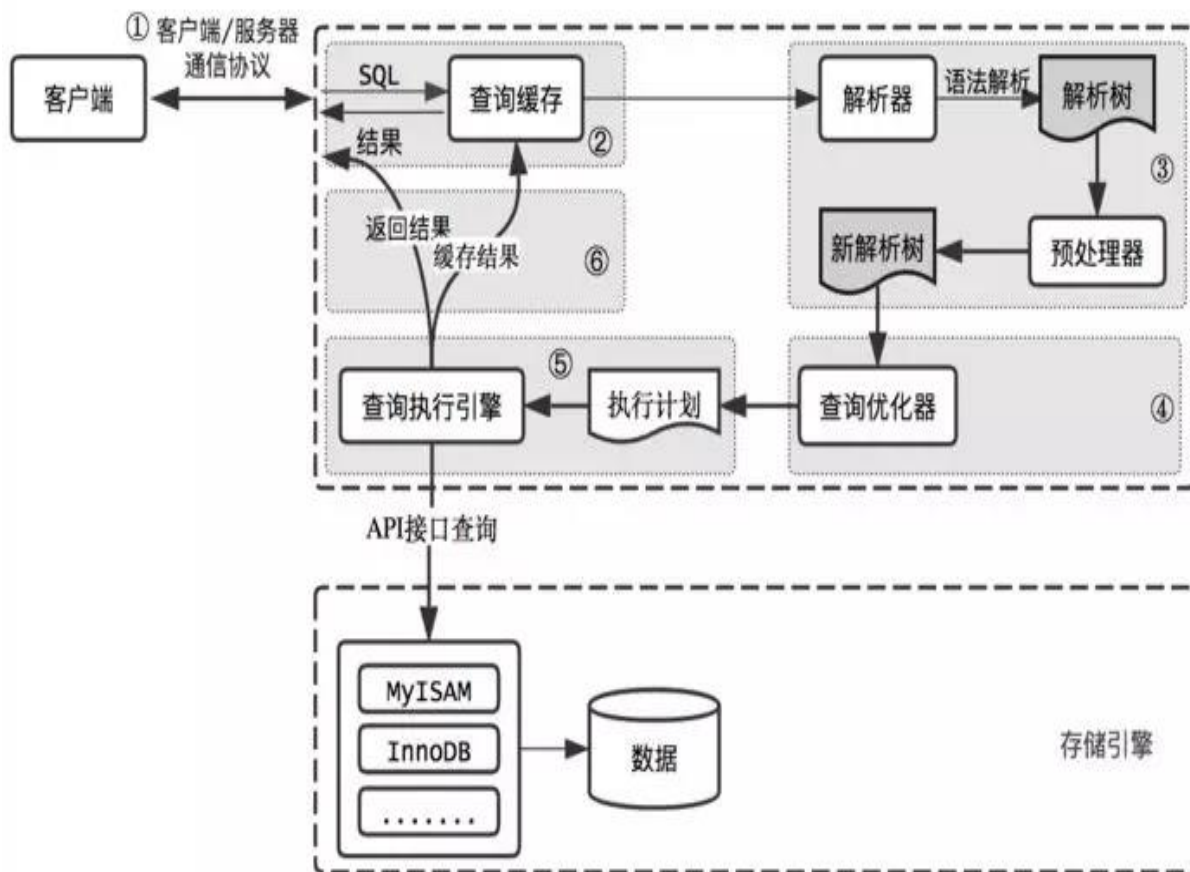 ① 客户端/服务器
通信协议
客户端
SQL
查询缓存
结果
②
解析器
语法解析
解析树
③
返回结果
缓存结果
⑥
新解析树
预处理器
⑤
查询执行引擎
执行计划
查询优化器
④
API接口查询
MyISAM
InnoDB
.......
数据
存储引擎